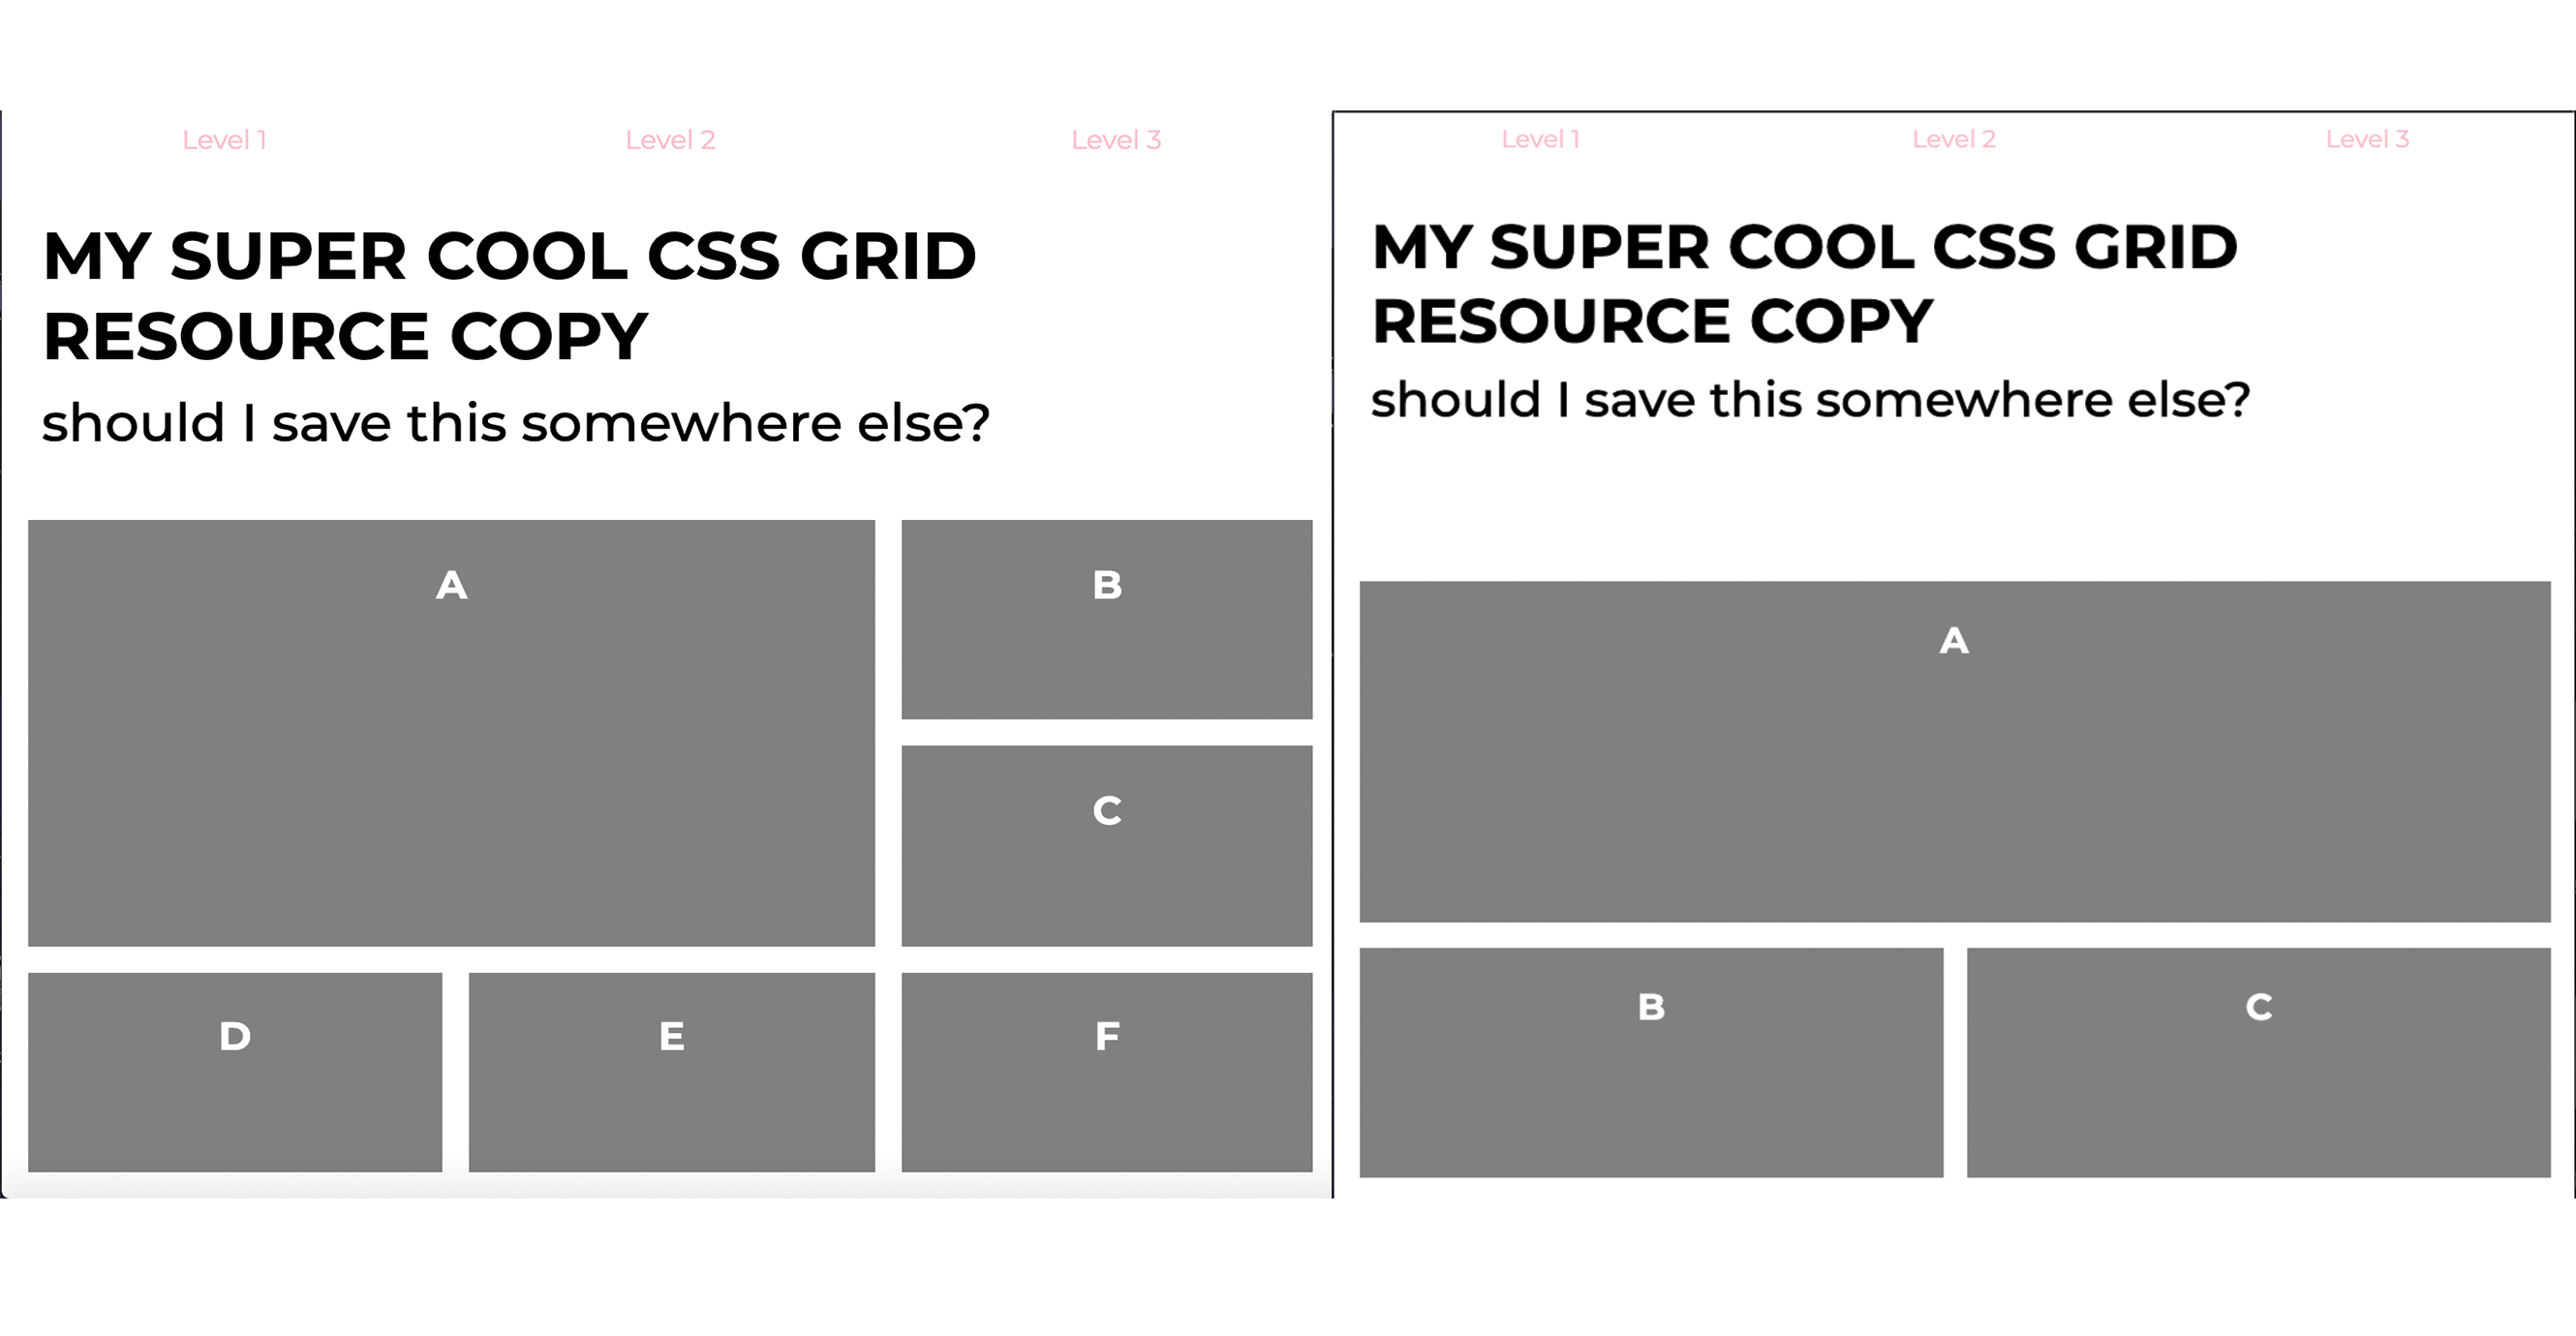 Level 1 Level 2 Level 3
MY SUPER COOL CSS GRID
RESOURCE COPY
should I save this somewhere else?
A
B
C
D E F
Level 1 Level 2 Level 3
MY SUPER COOL CSS GRID
RESOURCE COPY
should I save this somewhere else?
A
B C